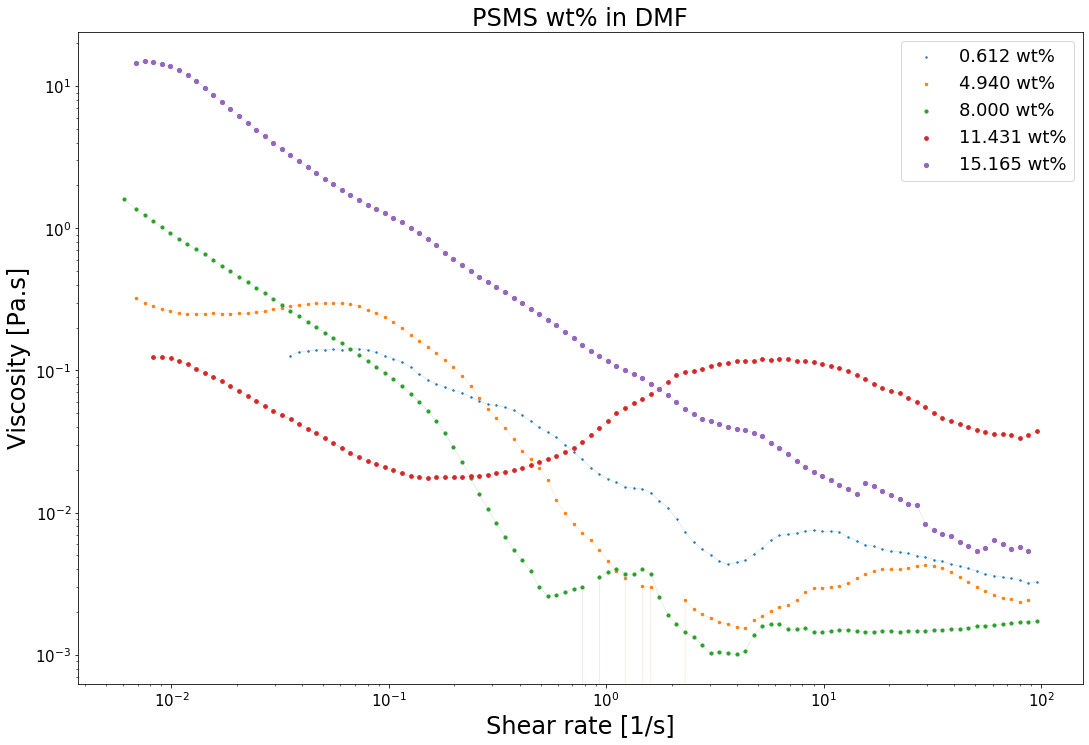 PSMS wt% in DMF
0.612 wt%
4.940 wt%
8.000 wt%
11.431 wt%
15.165 wt%
Viscosity [Pa.s]
10¹
10⁰
10⁻¹
10⁻²
10⁻³
10⁻² 10⁻¹ 10⁰ 10¹ 10²
Shear rate [1/s]